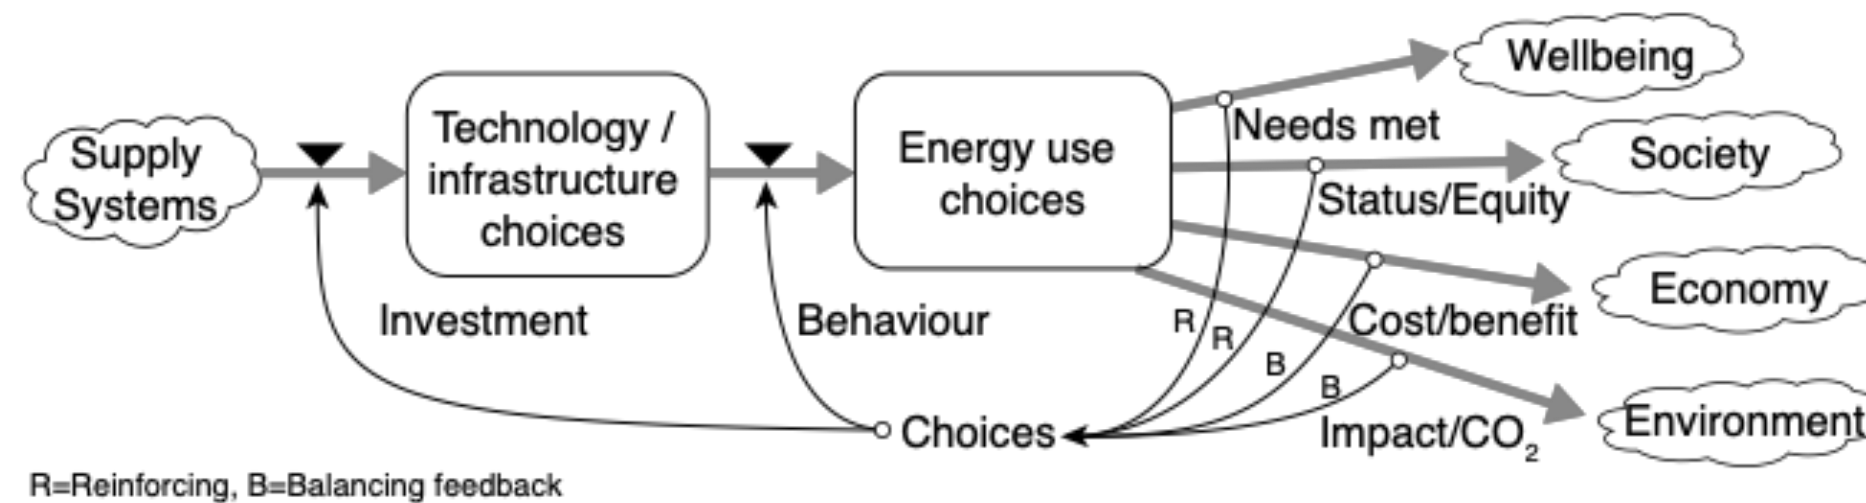 Supply
Systems
Technology /
infrastructure
choices
Energy use
choices
Wellbeing
Needs met
Society
Status/Equity
Economy
Cost/benefit
Environment
Impact/CO₂
Investment
Behaviour
R
R
B
B
Choices
R=Reinforcing, B=Balancing feedback